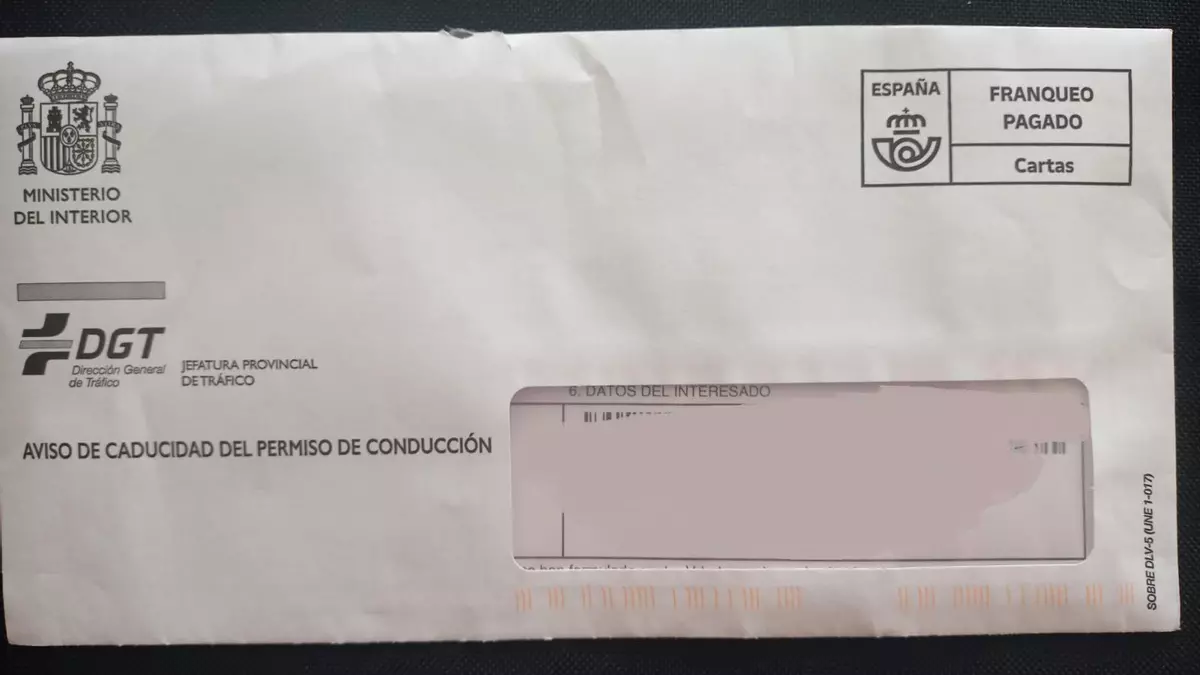 MINISTERIO
DEL INTERIOR
ESPAÑA
FRANQUEO
PAGADO
Cartas
DGT
Dirección General
de Tráfico
JEFATURA PROVINCIAL
DE TRÁFICO
AVISO DE CADUCIDAD DEL PERMISO DE CONDUCCIÓN
6. DATOS DEL INTERESADO
SOBRE DLV-5 (UNE 1-017)